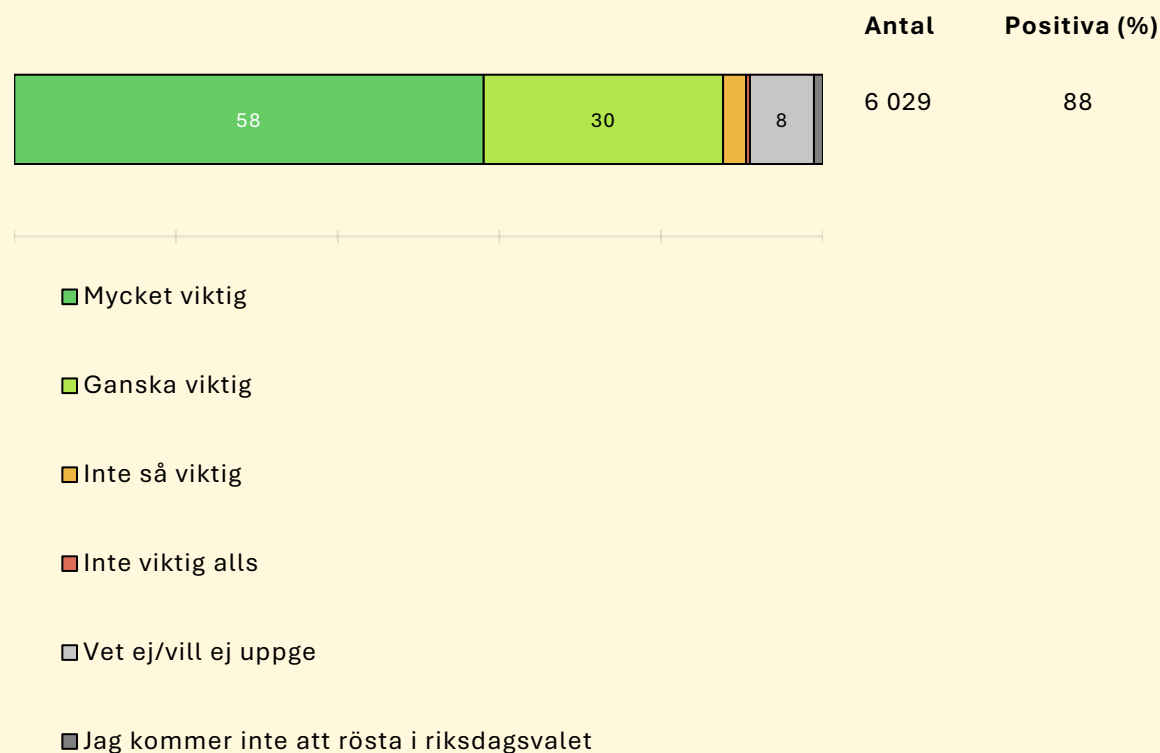 Antal Positiva (%)
58 30 8 6 029 88
Mycket viktig
Ganska viktig
Inte så viktig
Inte viktig alls
Vet ej/vill ej uppge
Jag kommer inte att rösta i riksdagsvalet